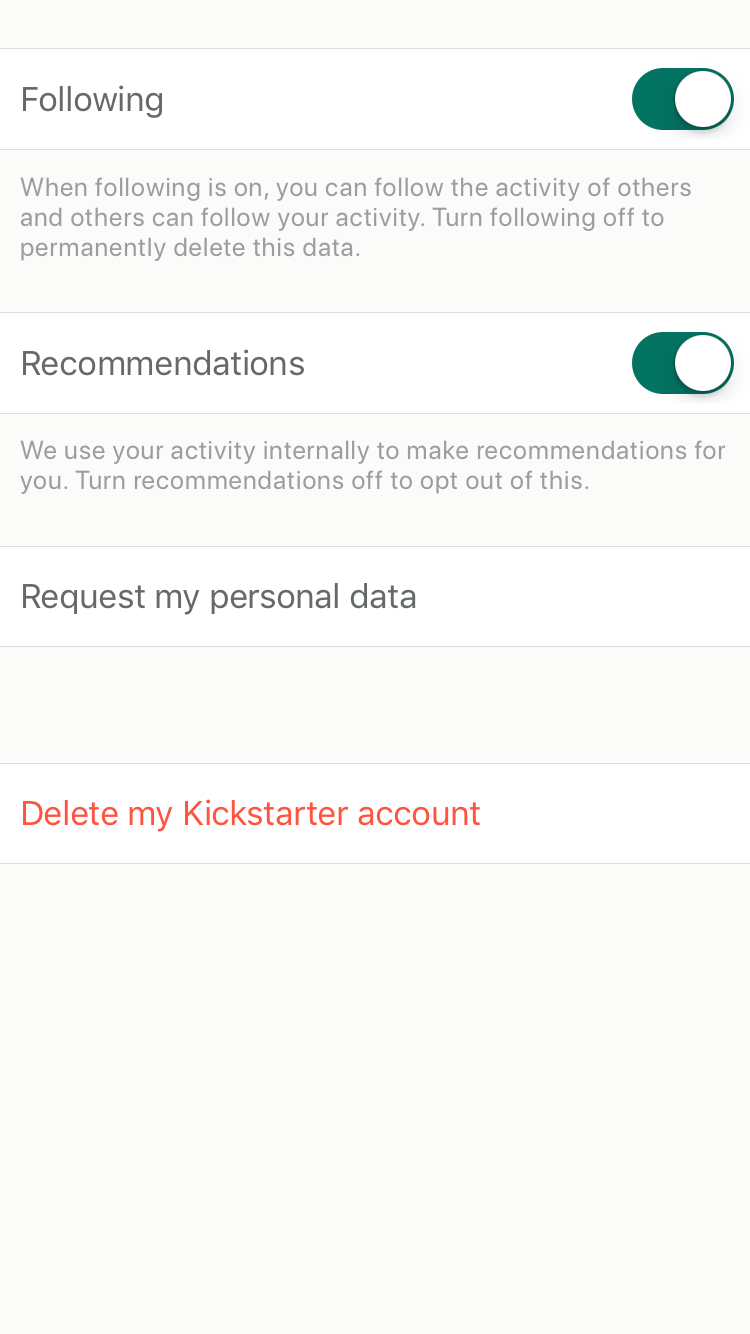 Following
When following is on, you can follow the activity of others
and others can follow your activity. Turn following off to
permanently delete this data.
Recommendations
We use your activity internally to make recommendations for
you. Turn recommendations off to opt out of this.
Request my personal data
Delete my Kickstarter account